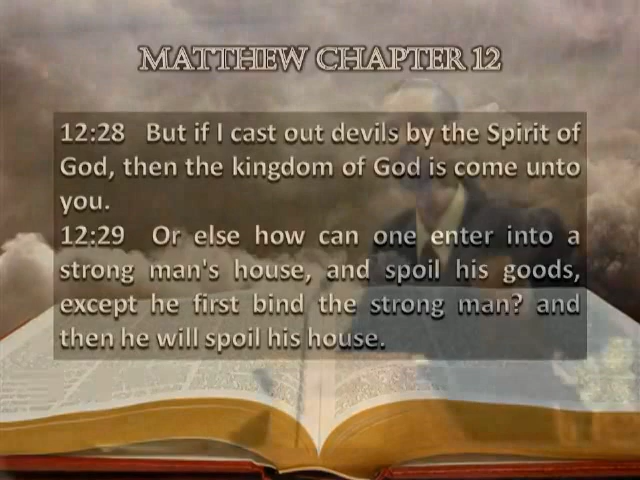 MATTHEW CHAPTER 12
12:28 But if I cast out devils by the Spirit of
God, then the kingdom of God is come unto
you.
12:29 Or else how can one enter into a
strong man's house, and spoil his goods,
except he first bind the strong man? and
then he will spoil his house.